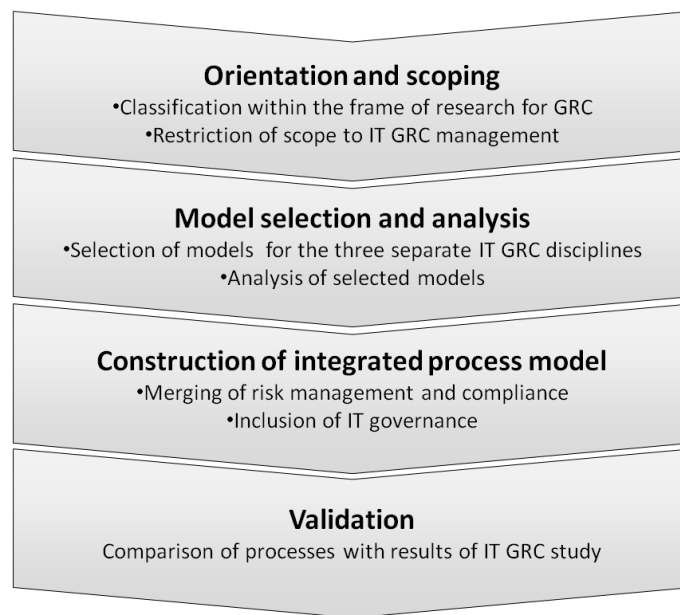 Orientation and scoping
•Classification within the frame of research for GRC
•Restriction of scope to IT GRC management
Model selection and analysis
•Selection of models for the three separate IT GRC disciplines
•Analysis of selected models
Construction of integrated process model
•Merging of risk management and compliance
•Inclusion of IT governance
Validation
Comparison of processes with results of IT GRC study